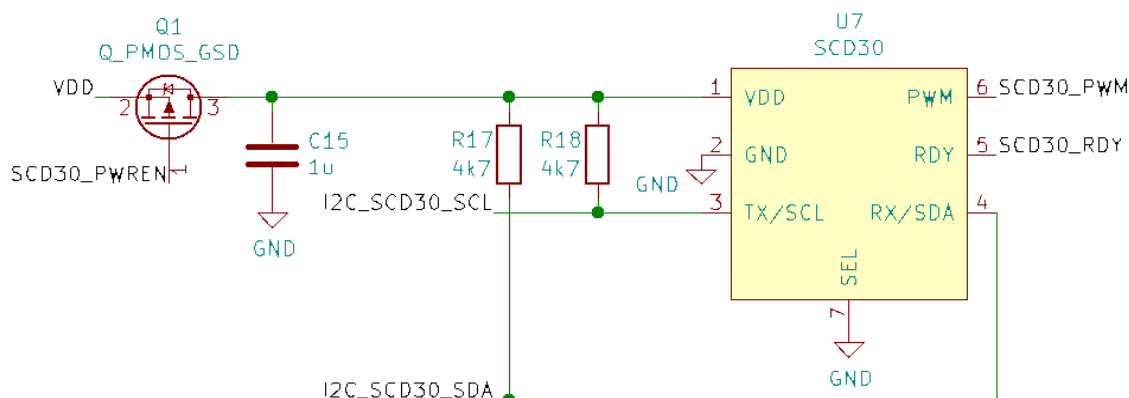 Q1
Q_PMOS_GSD
VDD
2
3
1
SCD30_PWREN
C15
1u
GND
R17
4k7
R18
4k7
I2C_SCD30_SCL
I2C_SCD30_SDA
U7
SCD30
1
VDD
2
GND
GND
3
TX/SCL
PWM
6
SCD30_PWM
RDY
5
SCD30_RDY
RX/SDA
4
SEL
7
GND